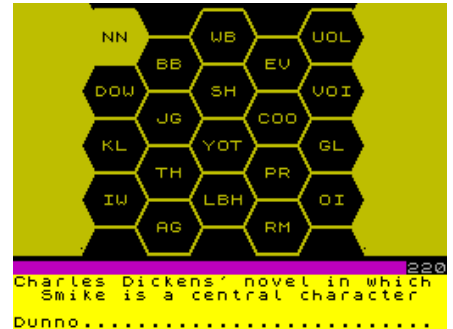 NN WB UOL
BB EV
DOW SH VOI
JG COO
KL YOT GL
TH PR
IW LBH OI
AG RM
220
Charles Dickens' novel in which
Smike is a central character
Dunno..........................